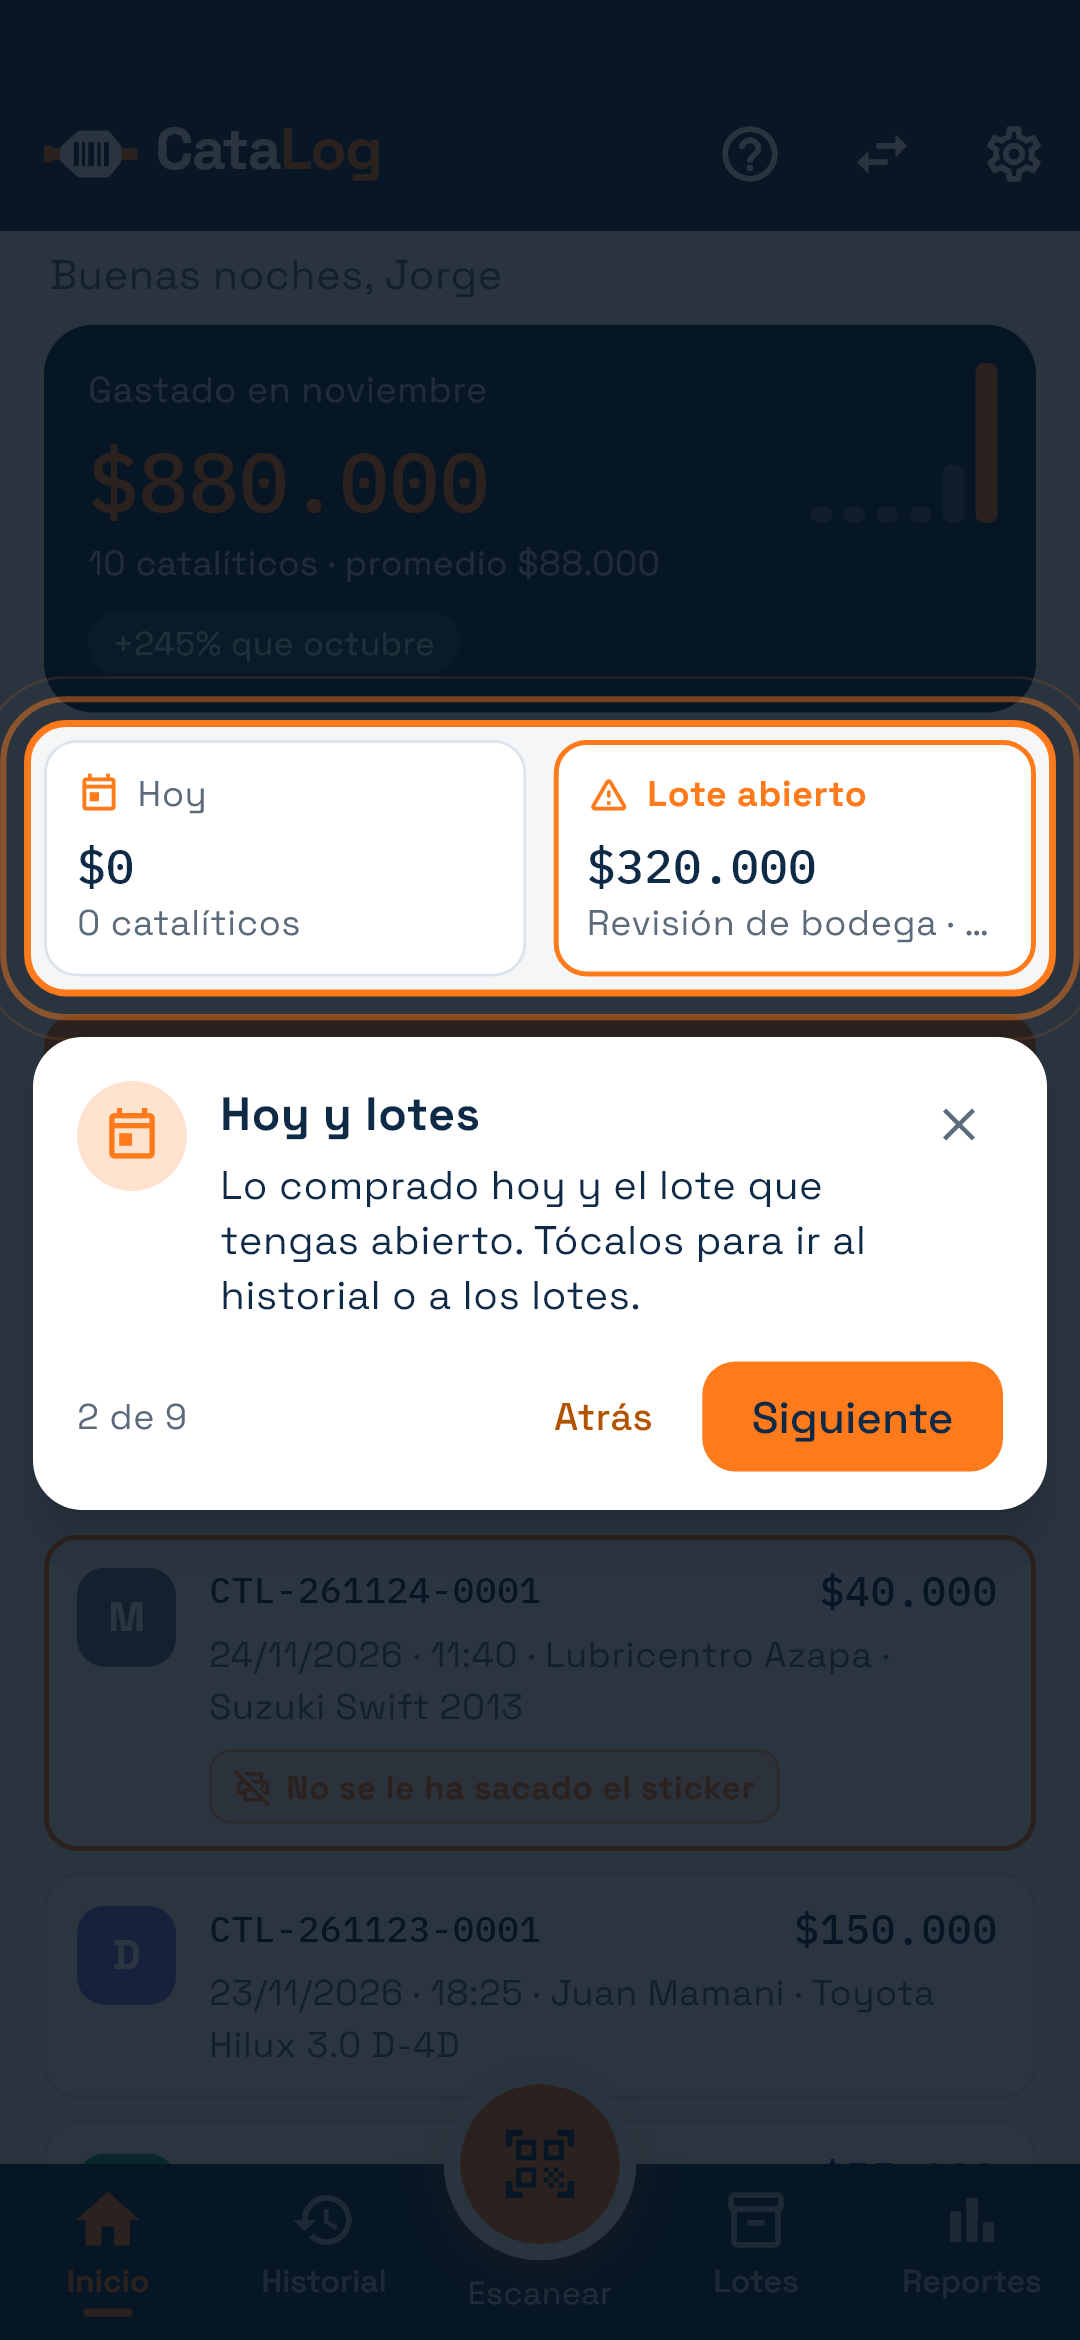 CataLog
Buenas noches, Jorge
Gastado en noviembre
$880.000
10 catalíticos · promedio $88.000
+245% que octubre
Hoy
$0
0 catalíticos
Lote abierto
$320.000
Revisión de bodega · ...
Hoy y lotes
Lo comprado hoy y el lote que
tengas abierto. Tócalos para ir al
historial o a los lotes.
2 de 9
Atrás
Siguiente
M
CTL-261124-0001
$40.000
24/11/2026 · 11:40 · Lubricentro Azapa ·
Suzuki Swift 2013
No se le ha sacado el sticker
D
CTL-261123-0001
$150.000
23/11/2026 · 18:25 · Juan Mamani · Toyota
Hilux 3.0 D-4D
Inicio
Historial
Escanear
Lotes
Reportes